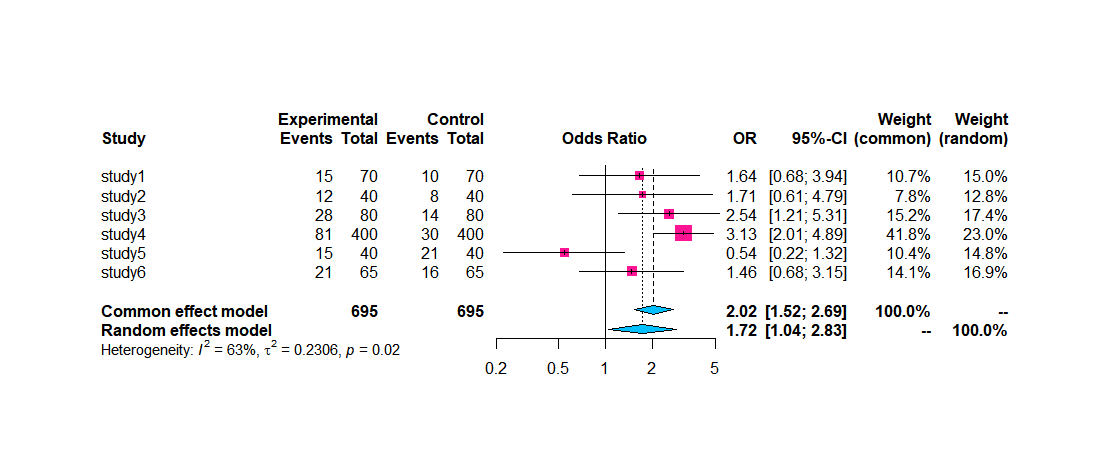 Experimental Control Weight Weight
Study Events Total Events Total Odds Ratio OR 95%-CI (common) (random)
study1 15 70 10 70 1.64 [0.68; 3.94] 10.7% 15.0%
study2 12 40 8 40 1.71 [0.61; 4.79] 7.8% 12.8%
study3 28 80 14 80 2.54 [1.21; 5.31] 15.2% 17.4%
study4 81 400 30 400 3.13 [2.01; 4.89] 41.8% 23.0%
study5 15 40 21 40 0.54 [0.22; 1.32] 10.4% 14.8%
study6 21 65 16 65 1.46 [0.68; 3.15] 14.1% 16.9%
Common effect model 695 695 2.02 [1.52; 2.69] 100.0% --
Random effects model 1.72 [1.04; 2.83] -- 100.0%
Heterogeneity: I² = 63%, τ² = 0.2306, p = 0.02
0.2 0.5 1 2 5